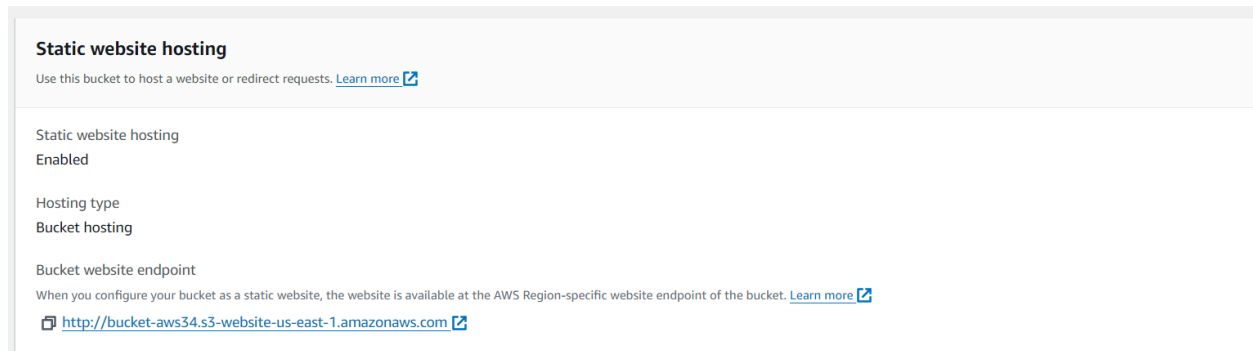 Static website hosting
Use this bucket to host a website or redirect requests. Learn more
Static website hosting
Enabled
Hosting type
Bucket hosting
Bucket website endpoint
When you configure your bucket as a static website, the website is available at the AWS Region-specific website endpoint of the bucket. Learn more
http://bucket-aws34.s3-website-us-east-1.amazonaws.com